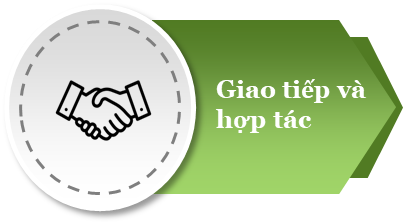 Giao tiếp và
hợp tác